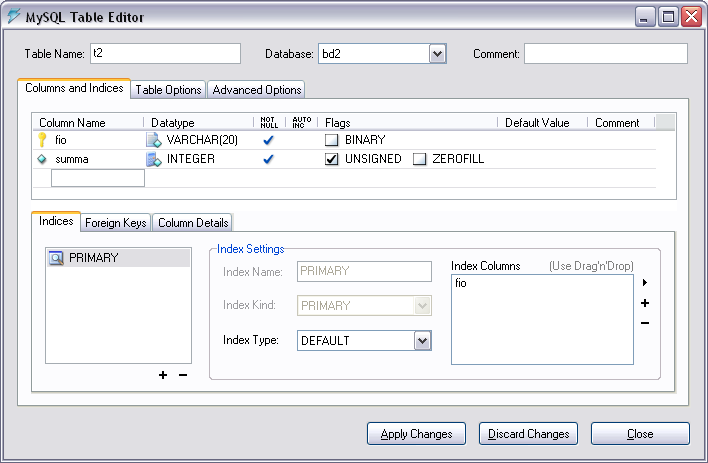 MySQL Table Editor
Table Name: t2 Database: bd2 Comment:
Columns and Indices Table Options Advanced Options
Column Name Datatype NOT NULL AUTO INC Flags Default Value Comment
fio VARCHAR(20) BINARY
summa INTEGER UNSIGNED ZEROFILL
Indices Foreign Keys Column Details
PRIMARY
Index Settings
Index Name: PRIMARY
Index Kind: PRIMARY
Index Type: DEFAULT
Index Columns (Use Drag'n'Drop)
fio
Apply Changes Discard Changes Close